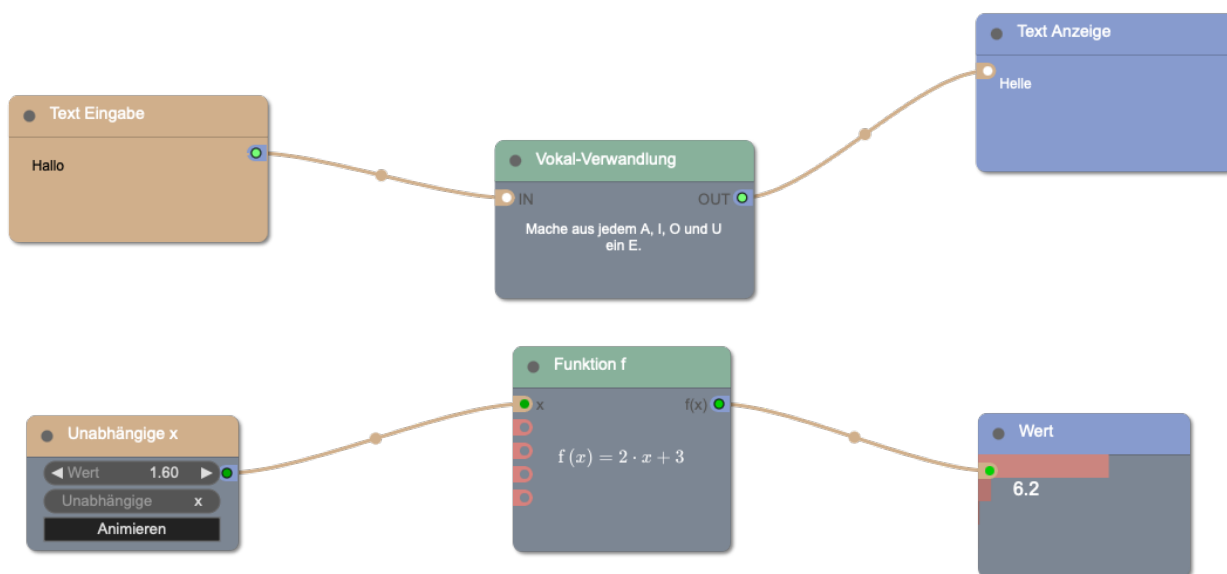 Text Anzeige
Helle
Text Eingabe
Hallo
Vokal-Verwandlung
IN
OUT
Mache aus jedem A, I, O und U
ein E.
Funktion f
x
f(x)
f (x) = 2 · x + 3
Unabhängige x
Wert 1.60
Unabhängige x
Animieren
Wert
6.2